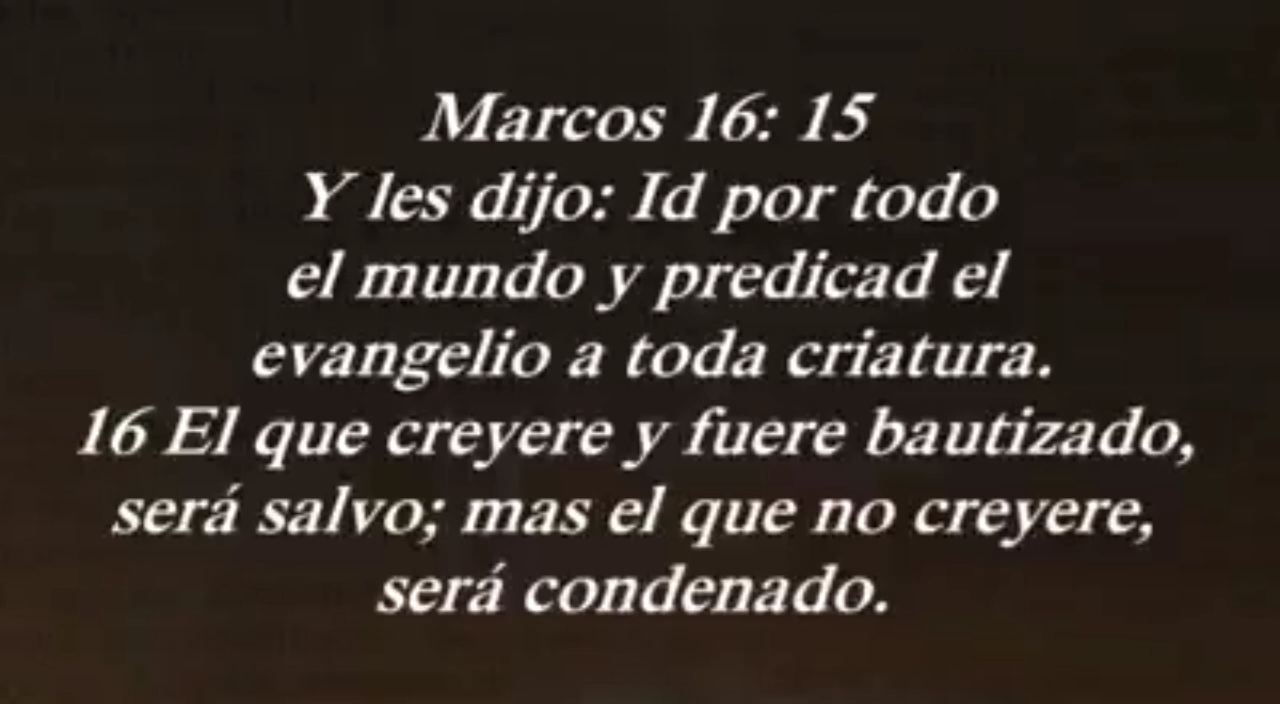 Marcos 16: 15
Y les dijo: Id por todo
el mundo y predicad el
evangelio a toda criatura.
16 El que creyere y fuere bautizado,
será salvo; mas el que no creyere,
será condenado.